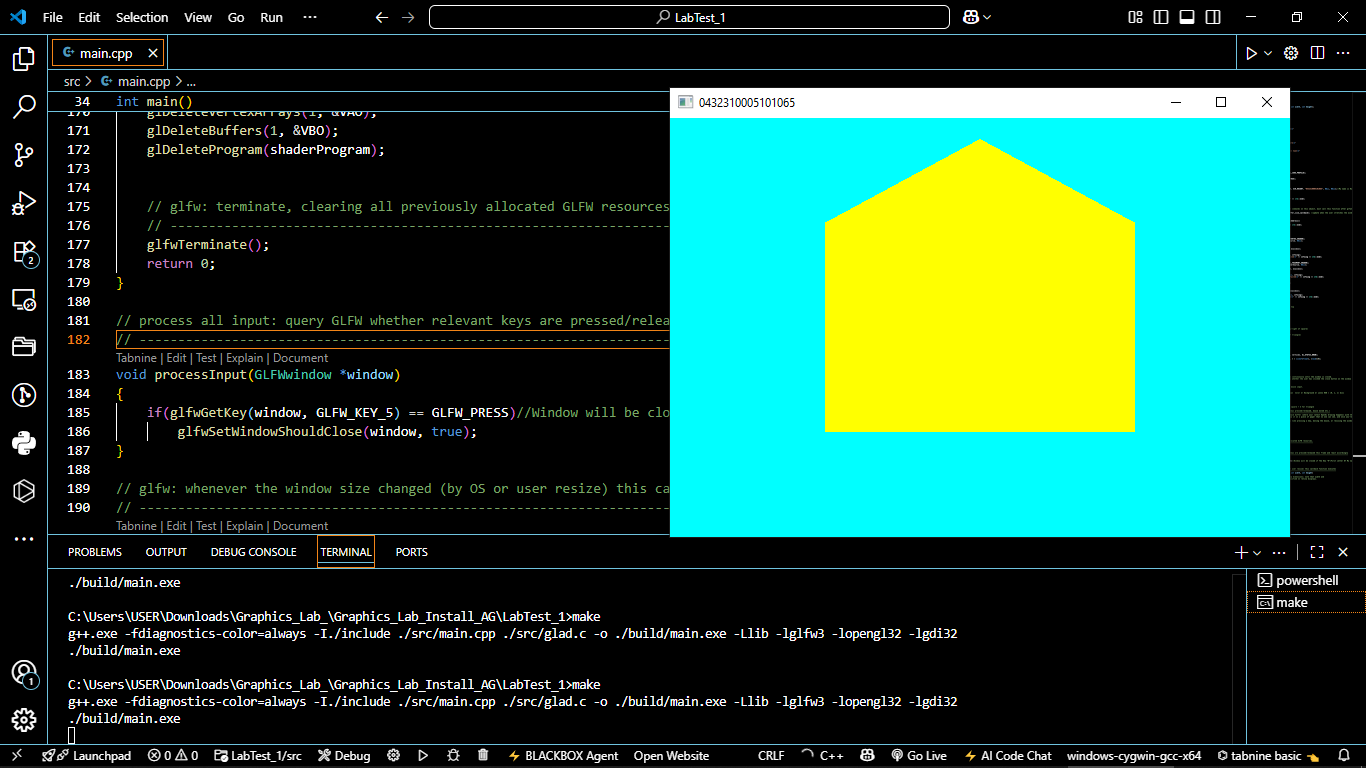 File Edit Selection View Go Run ··· LabTest_1
main.cpp
src > main.cpp > ...
34 int main()
170 glDeleteVertexArrays(1, &VAO);
171 glDeleteBuffers(1, &VBO);
172 glDeleteProgram(shaderProgram);
173
174
175 // glfw: terminate, clearing all previously allocated GLFW resources
176 // ------------------------------------------------------------------
177 glfwTerminate();
178 return 0;
179 }
180
181 // process all input: query GLFW whether relevant keys are pressed/relea
182 // ----------------------------------------------------------------------
Tabnine | Edit | Test | Explain | Document
183 void processInput(GLFWwindow *window)
184 {
185 if(glfwGetKey(window, GLFW_KEY_5) == GLFW_PRESS)//Window will be clo
186 glfwSetWindowShouldClose(window, true);
187 }
188
189 // glfw: whenever the window size changed (by OS or user resize) this ca
190 // ----------------------------------------------------------------------
Tabnine | Edit | Test | Explain | Document
0432310005101065
PROBLEMS OUTPUT DEBUG CONSOLE TERMINAL PORTS
./build/main.exe
C:\Users\USER\Downloads\Graphics_Lab_\Graphics_Lab_Install_AG\LabTest_1>make
g++.exe -fdiagnostics-color=always -I./include ./src/main.cpp ./src/glad.c -o ./build/main.exe -Llib -lglfw3 -lopengl32 -lgdi32
./build/main.exe
C:\Users\USER\Downloads\Graphics_Lab_\Graphics_Lab_Install_AG\LabTest_1>make
g++.exe -fdiagnostics-color=always -I./include ./src/main.cpp ./src/glad.c -o ./build/main.exe -Llib -lglfw3 -lopengl32 -lgdi32
./build/main.exe
powershell
make
2
1
Launchpad 0 0 LabTest_1/src Debug BLACKBOX Agent Open Website CRLF C++ Go Live AI Code Chat windows-cygwin-gcc-x64 tabnine basic